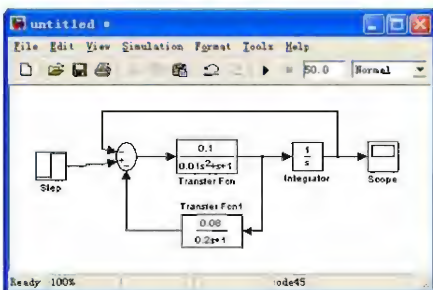 untitled *
File Edit View Simulation Format Tools Help
50.0 Normal
0.1
0.01s²+s+1
Transfer Fcn
1
s
Integrator
Scope
Step
Transfer Fcn1
0.08
0.2s+1
Ready 100% ode45